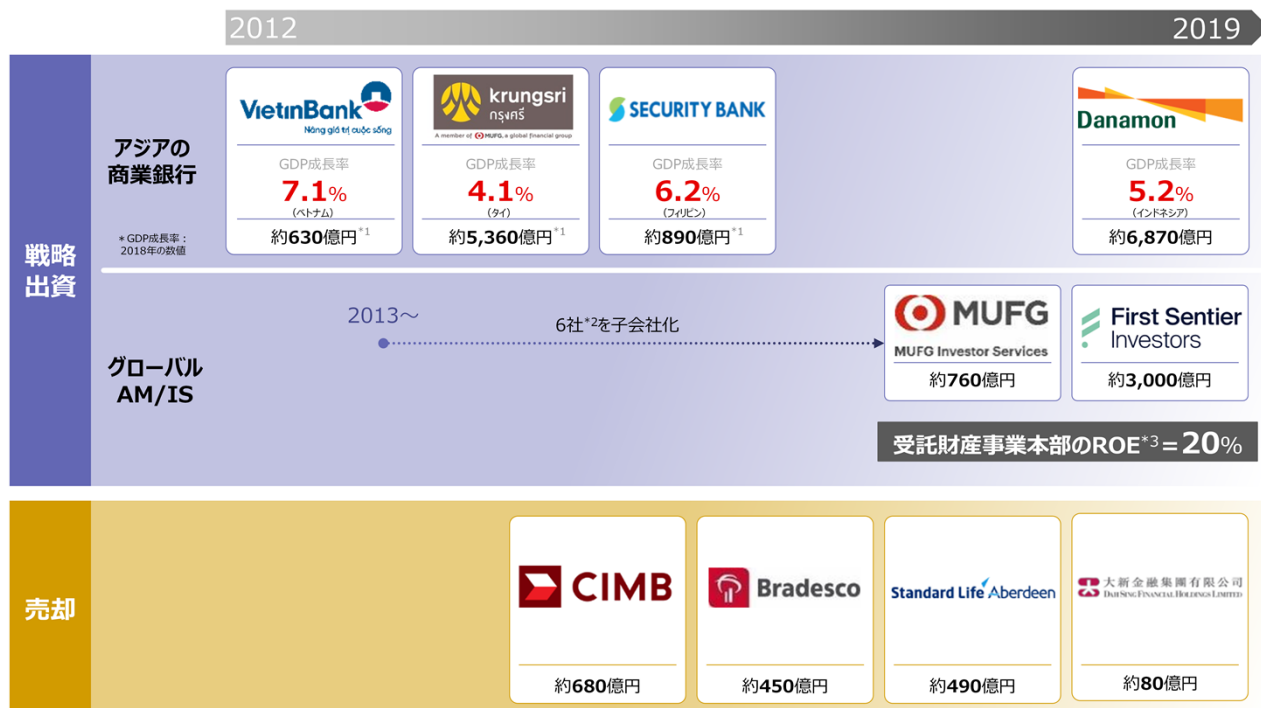 2012
2019
戦略
出資
アジアの
商業銀行
*GDP成長率：
2018年の数値
VietinBank
Nâng giá trị cuộc sống
GDP成長率
7.1%
(ベトナム)
約630億円*1
krungsri
กรุงศรี
A member of MUFG, a global financial group
GDP成長率
4.1%
(タイ)
約5,360億円*1
SECURITY BANK
GDP成長率
6.2%
(フィリピン)
約890億円*1
Danamon
GDP成長率
5.2%
(インドネシア)
約6,870億円
グローバル
AM/IS
2013～
6社*2を子会社化
MUFG
MUFG Investor Services
約760億円
First Sentier
Investors
約3,000億円
受託財産事業本部のROE*3＝20%
売却
CIMB
約680億円
Bradesco
約450億円
Standard Life Aberdeen
約490億円
大新金融集團有限公司
DAH SING FINANCIAL HOLDINGS LIMITED
約80億円